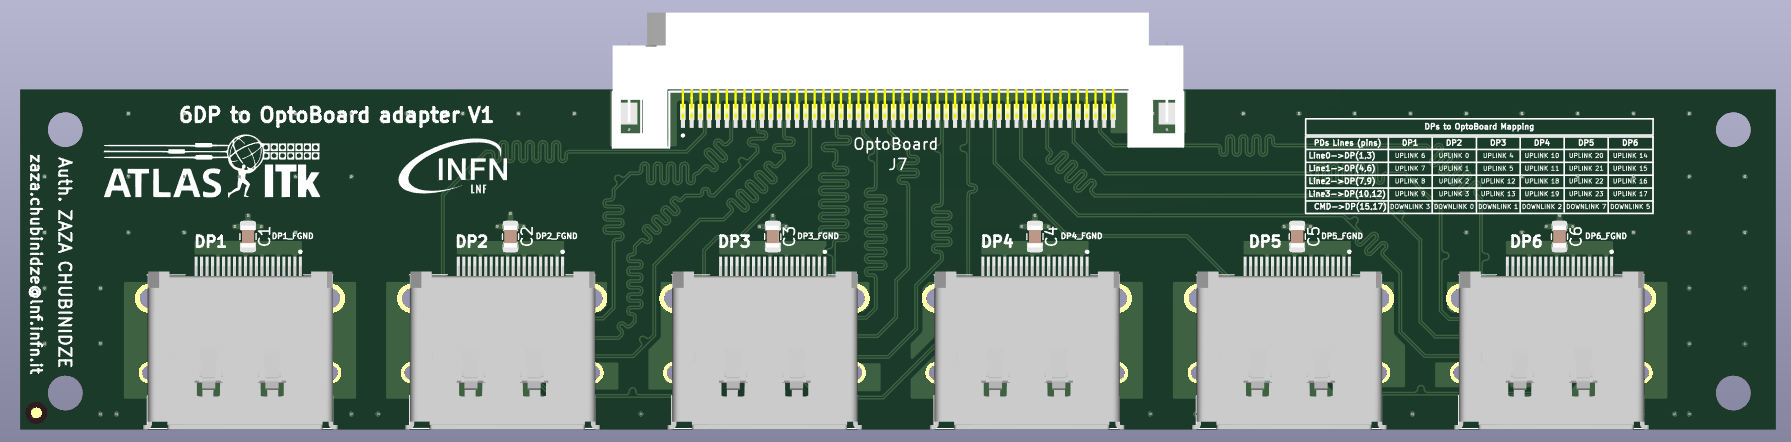 6DP to OptoBoard adapter V1
ATLAS ITk
INFN
LNF
OptoBoard
J7
DPs to OptoBoard Mapping
PDs Lines (pins) DP1 DP2 DP3 DP4 DP5 DP6
Line0->DP(1,3) UPLINK 6 UPLINK 0 UPLINK 4 UPLINK 10 UPLINK 20 UPLINK 14
Line1->DP(4,6) UPLINK 7 UPLINK 1 UPLINK 5 UPLINK 11 UPLINK 21 UPLINK 15
Line2->DP(7,9) UPLINK 8 UPLINK 2 UPLINK 12 UPLINK 18 UPLINK 22 UPLINK 16
Line3->DP(10,12) UPLINK 9 UPLINK 3 UPLINK 13 UPLINK 19 UPLINK 23 UPLINK 17
CMD->DP(15,17) DOWNLINK 3 DOWNLINK 0 DOWNLINK 1 DOWNLINK 2 DOWNLINK 7 DOWNLINK 5
Auth. ZAZA CHUBINIDZE
zaza.chubinidze@lnf.infn.it
DP1 C1 DP1_FGND
DP2 C2 DP2_FGND
DP3 C3 DP3_FGND
DP4 C4 DP4_FGND
DP5 C5 DP5_FGND
DP6 C6 DP6_FGND